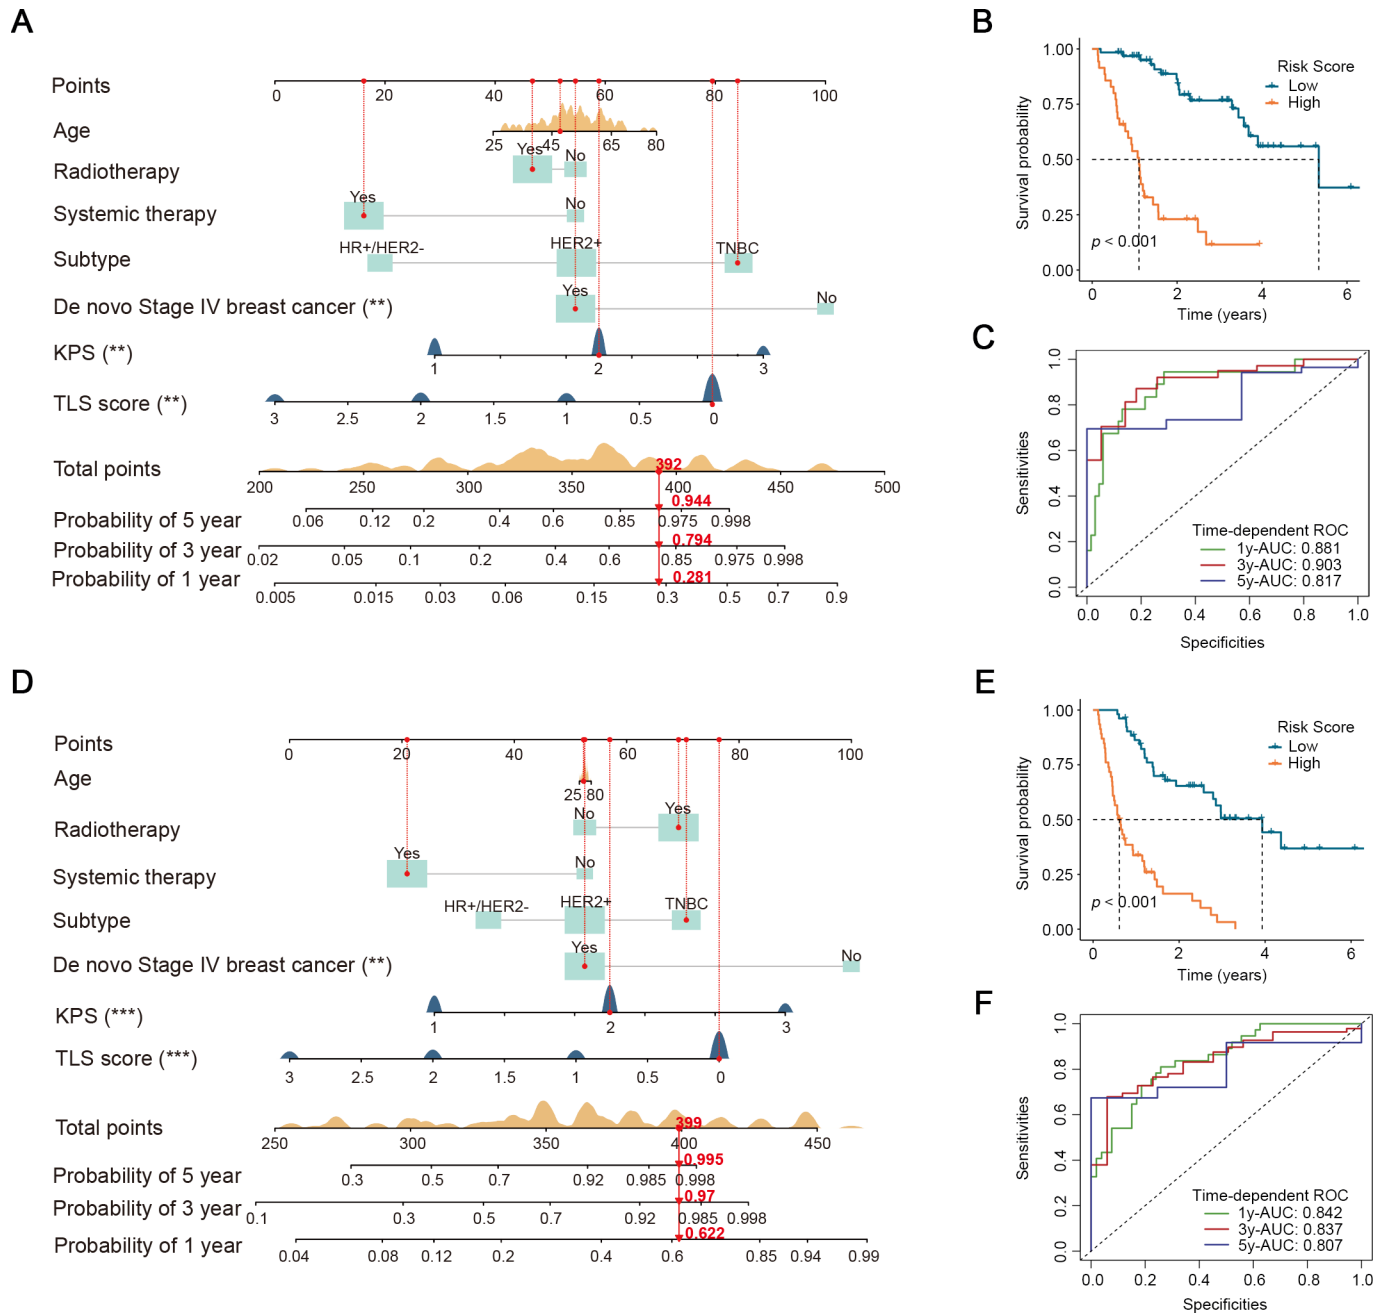 A
Points
0 20 40 60 80 100
Age
25 45 65 80
Radiotherapy
Yes No
Systemic therapy
Yes No
Subtype
HR+/HER2- HER2+ TNBC
De novo Stage IV breast cancer (**)
Yes No
KPS (**)
1 2 3
TLS score (**)
3 2.5 2 1.5 1 0.5 0
Total points
392
200 250 300 350 400 450 500
0.944
Probability of 5 year
0.06 0.12 0.2 0.4 0.6 0.85 0.975 0.998
0.794
Probability of 3 year
0.02 0.05 0.1 0.2 0.4 0.6 0.85 0.975 0.998
0.281
Probability of 1 year
0.005 0.015 0.03 0.06 0.15 0.3 0.5 0.7 0.9
B
Survival probability
1.00
0.75
0.50
0.25
0.00
Risk Score
Low
High
p < 0.001
0 2 4 6
Time (years)
C
Sensitivities
1.0
0.8
0.6
0.4
0.2
0.0
Time-dependent ROC
1y-AUC: 0.881
3y-AUC: 0.903
5y-AUC: 0.817
0.0 0.2 0.4 0.6 0.8 1.0
Specificities
D
Points
0 20 40 60 80 100
Age
25 80
Radiotherapy
No Yes
Systemic therapy
Yes No
Subtype
HR+/HER2- HER2+ TNBC
De novo Stage IV breast cancer (**)
Yes No
KPS (***)
1 2 3
TLS score (***)
3 2.5 2 1.5 1 0.5 0
Total points
399
250 300 350 400 450
0.995
Probability of 5 year
0.3 0.5 0.7 0.92 0.985 0.998
0.97
Probability of 3 year
0.1 0.3 0.5 0.7 0.92 0.985 0.998
0.622
Probability of 1 year
0.04 0.08 0.12 0.2 0.4 0.6 0.85 0.94 0.99
E
Survival probability
1.00
0.75
0.50
0.25
0.00
Risk Score
Low
High
p < 0.001
0 2 4 6
Time (years)
F
Sensitivities
1.0
0.8
0.6
0.4
0.2
0.0
Time-dependent ROC
1y-AUC: 0.842
3y-AUC: 0.837
5y-AUC: 0.807
0.0 0.2 0.4 0.6 0.8 1.0
Specificities